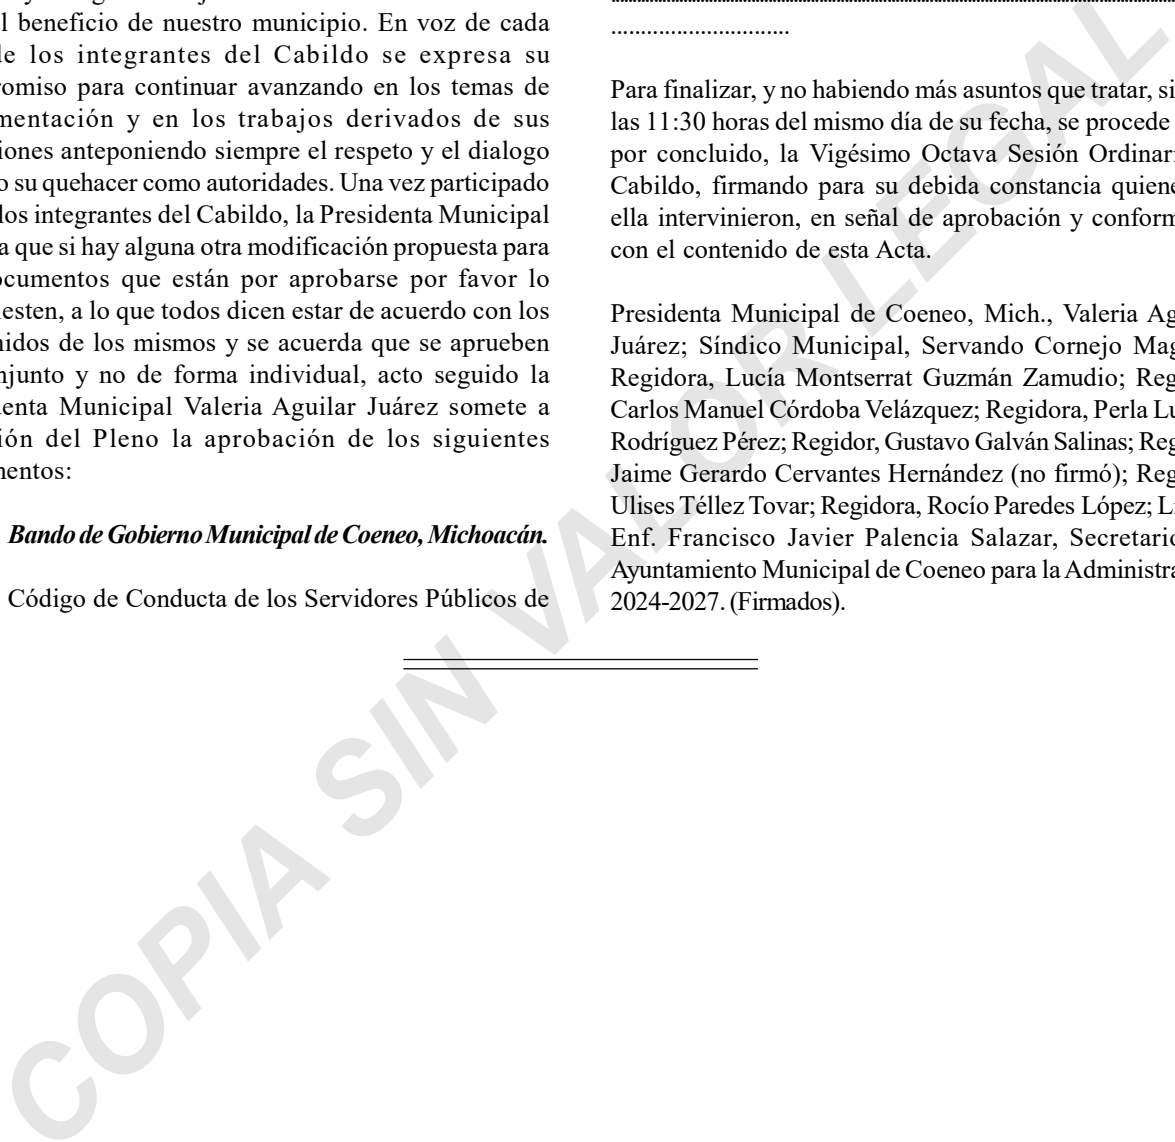 l beneficio de nuestro municipio. En voz de cada
de los integrantes del Cabildo se expresa su
romiso para continuar avanzando en los temas de
mentación y en los trabajos derivados de sus
iones anteponiendo siempre el respeto y el dialogo
o su quehacer como autoridades. Una vez participado
los integrantes del Cabildo, la Presidenta Municipal
a que si hay alguna otra modificación propuesta para
ocumentos que están por aprobarse por favor lo
iesten, a lo que todos dicen estar de acuerdo con los
nidos de los mismos y se acuerda que se aprueben
njunto y no de forma individual, acto seguido la
denta Municipal Valeria Aguilar Juárez somete a
ión del Pleno la aprobación de los siguientes
mentos:
Bando de Gobierno Municipal de Coeneo, Michoacán.
Código de Conducta de los Servidores Públicos de
.............................
Para finalizar, y no habiendo más asuntos que tratar, si
las 11:30 horas del mismo día de su fecha, se procede
por concluido, la Vigésimo Octava Sesión Ordinari
Cabildo, firmando para su debida constancia quiene
ella intervinieron, en señal de aprobación y conform
con el contenido de esta Acta.
Presidenta Municipal de Coeneo, Mich., Valeria Ag
Juárez; Síndico Municipal, Servando Cornejo Mag
Regidora, Lucía Montserrat Guzmán Zamudio; Reg
Carlos Manuel Córdoba Velázquez; Regidora, Perla Lu
Rodríguez Pérez; Regidor, Gustavo Galván Salinas; Reg
Jaime Gerardo Cervantes Hernández (no firmó); Reg
Ulises Téllez Tovar; Regidora, Rocío Paredes López; Li
Enf. Francisco Javier Palencia Salazar, Secretario
Ayuntamiento Municipal de Coeneo para la Administra
2024-2027. (Firmados).
COPIA SIN VALOR LEGAL